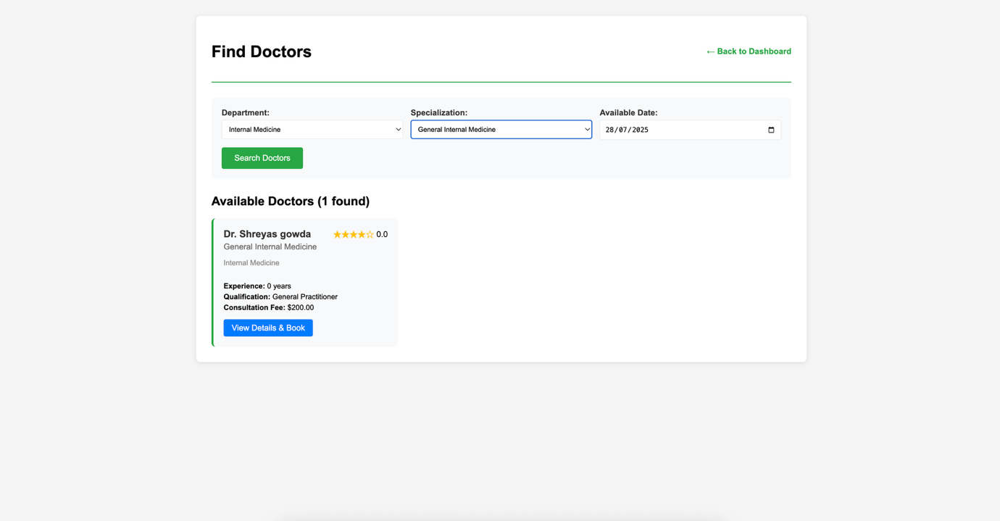 Find Doctors
← Back to Dashboard
Department:
Specialization:
Available Date:
Internal Medicine
General Internal Medicine
28/07/2025
Search Doctors
Available Doctors (1 found)
Dr. Shreyas gowda
★★★★☆ 0.0
General Internal Medicine
Internal Medicine
Experience: 0 years
Qualification: General Practitioner
Consultation Fee: $200.00
View Details & Book